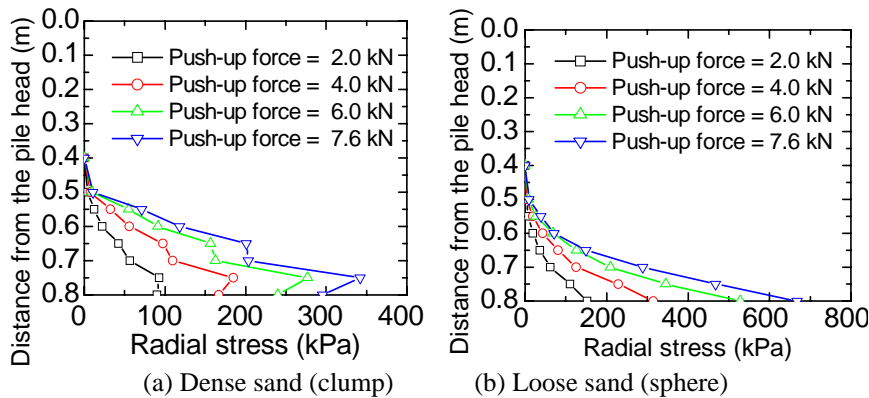 Distance from the pile head (m)
0.0
0.1
0.2
0.3
0.4
0.5
0.6
0.7
0.8
Push-up force = 2.0 kN
Push-up force = 4.0 kN
Push-up force = 6.0 kN
Push-up force = 7.6 kN
0 100 200 300 400
Radial stress (kPa)
(a) Dense sand (clump)
Distance from the pile head (m)
0.0
0.1
0.2
0.3
0.4
0.5
0.6
0.7
0.8
Push-up force = 2.0 kN
Push-up force = 4.0 kN
Push-up force = 6.0 kN
Push-up force = 7.6 kN
0 200 400 600 800
Radial stress (kPa)
(b) Loose sand (sphere)